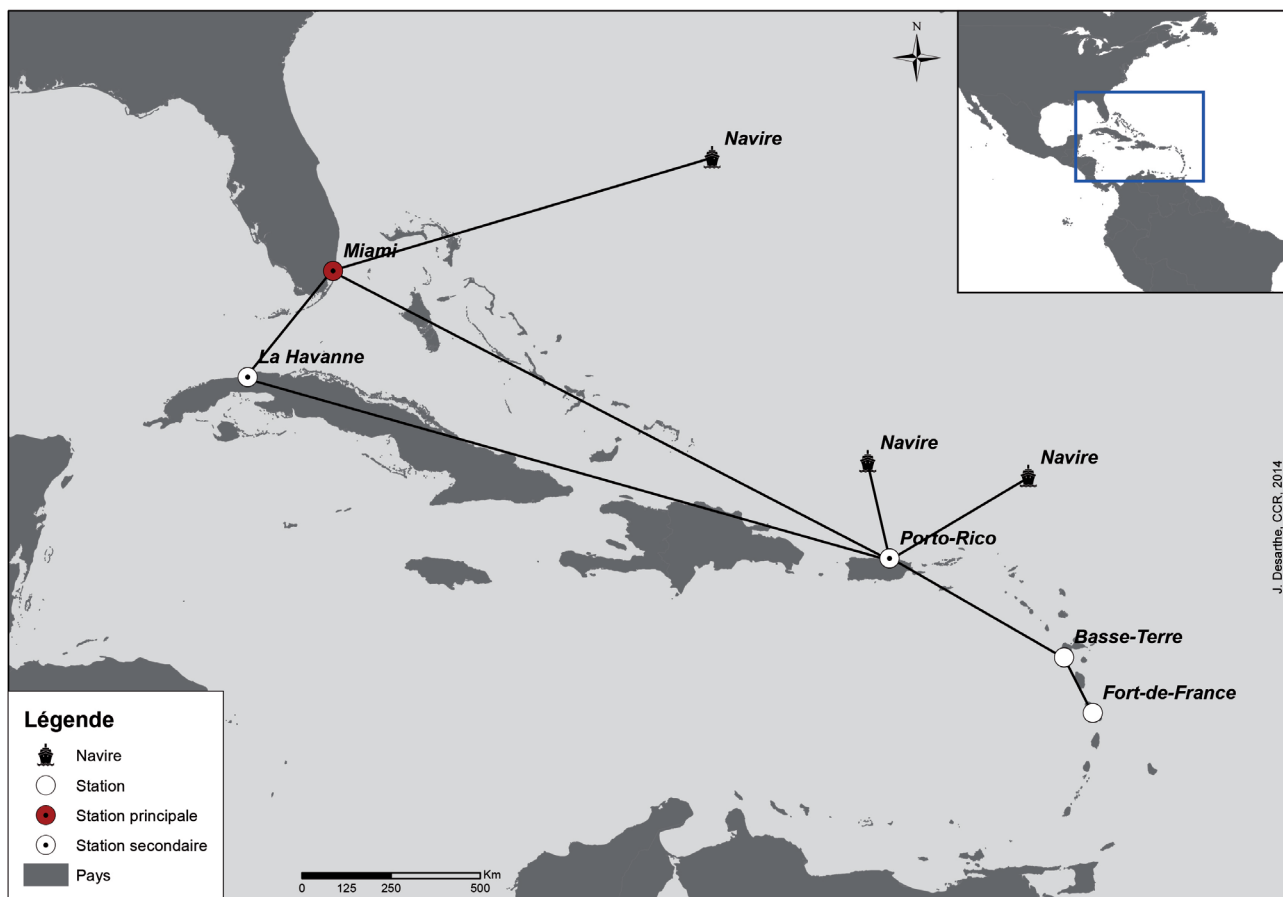 N
Navire
Miami
La Havanne
Navire
Navire
Porto-Rico
Basse-Terre
Fort-de-France
J. Desarthe, CCR, 2014
Légende
Navire
Station
Station principale
Station secondaire
Pays
Km
0 125 250 500